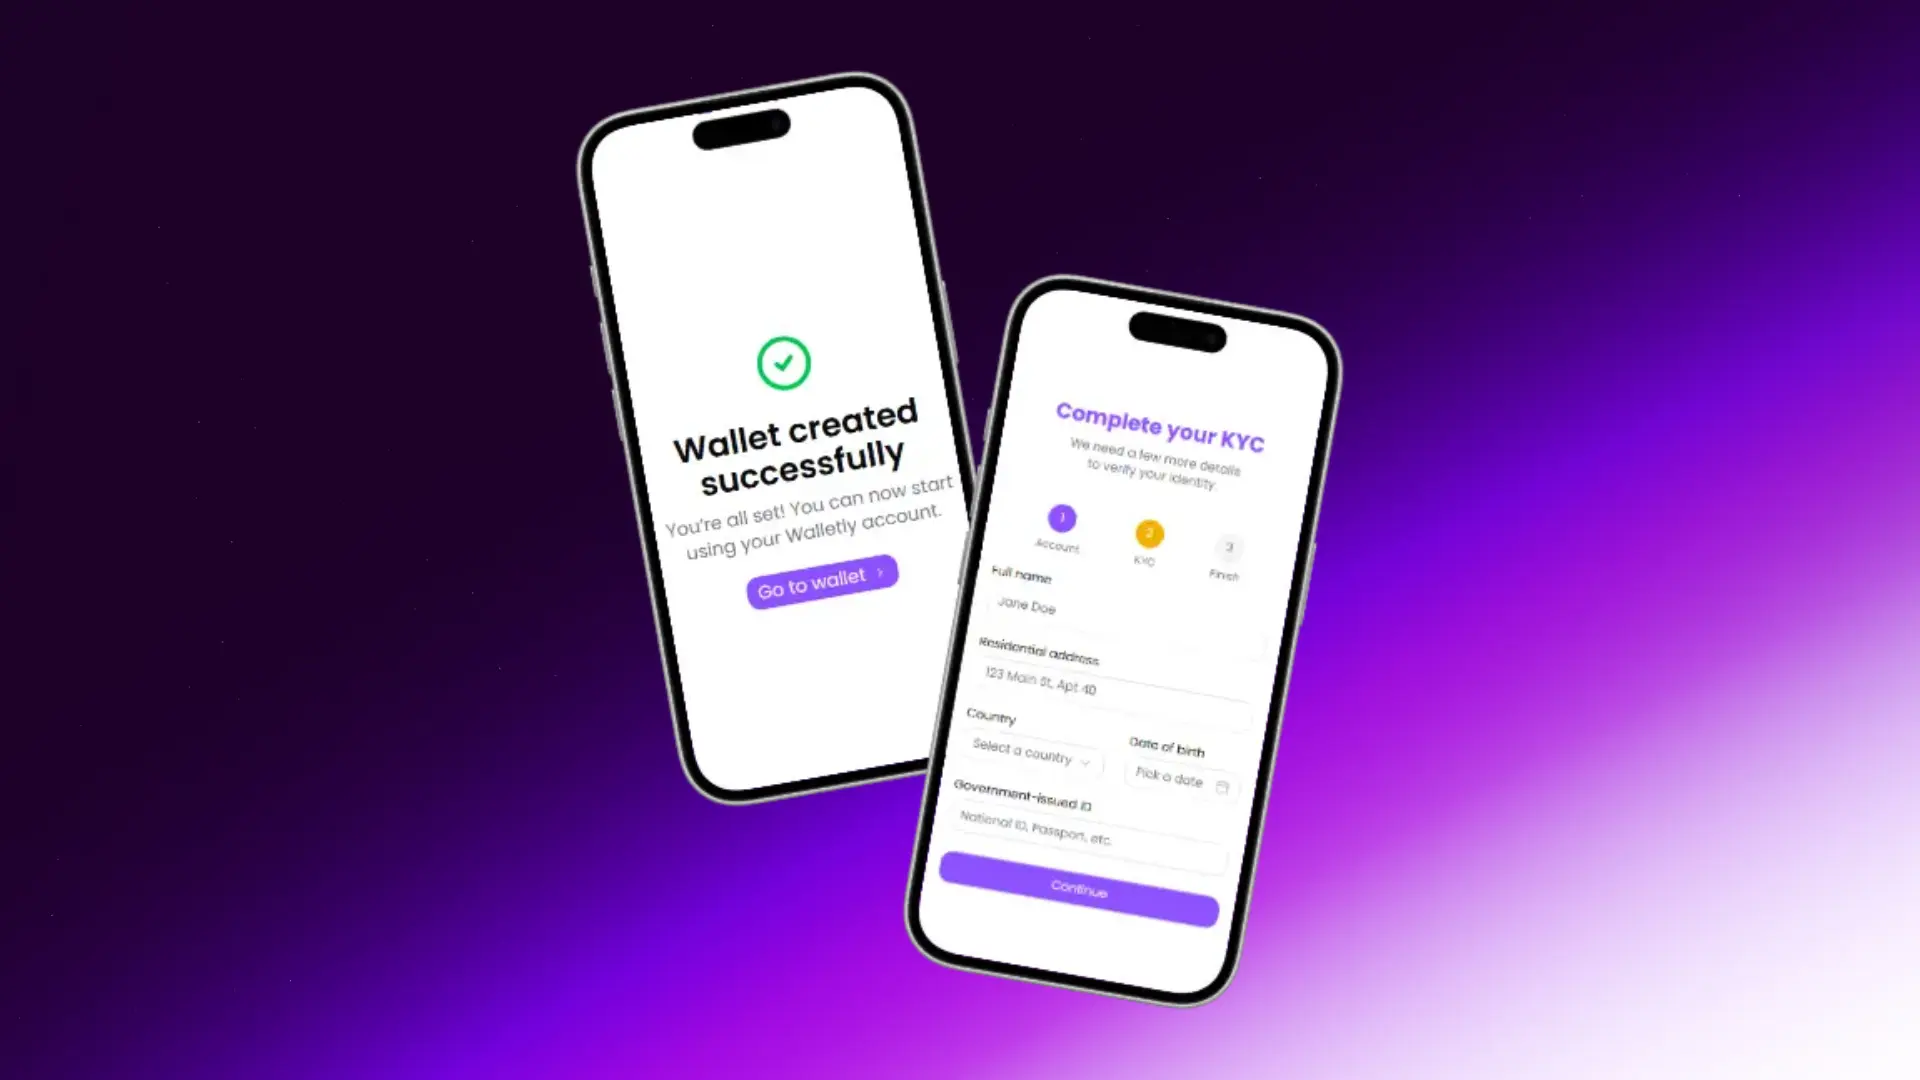 Wallet created
successfully
You're all set! You can now start
using your Walletly account.
Go to wallet
Complete your KYC
We need a few more details
to verify your identity.
1
2
3
Account
KYC
Finish
Full name
Jane Doe
Residential address
123 Main St, Apt 4D
Country
Date of birth
Select a country
Pick a date
Government-issued ID
National ID, Passport, etc.
Continue